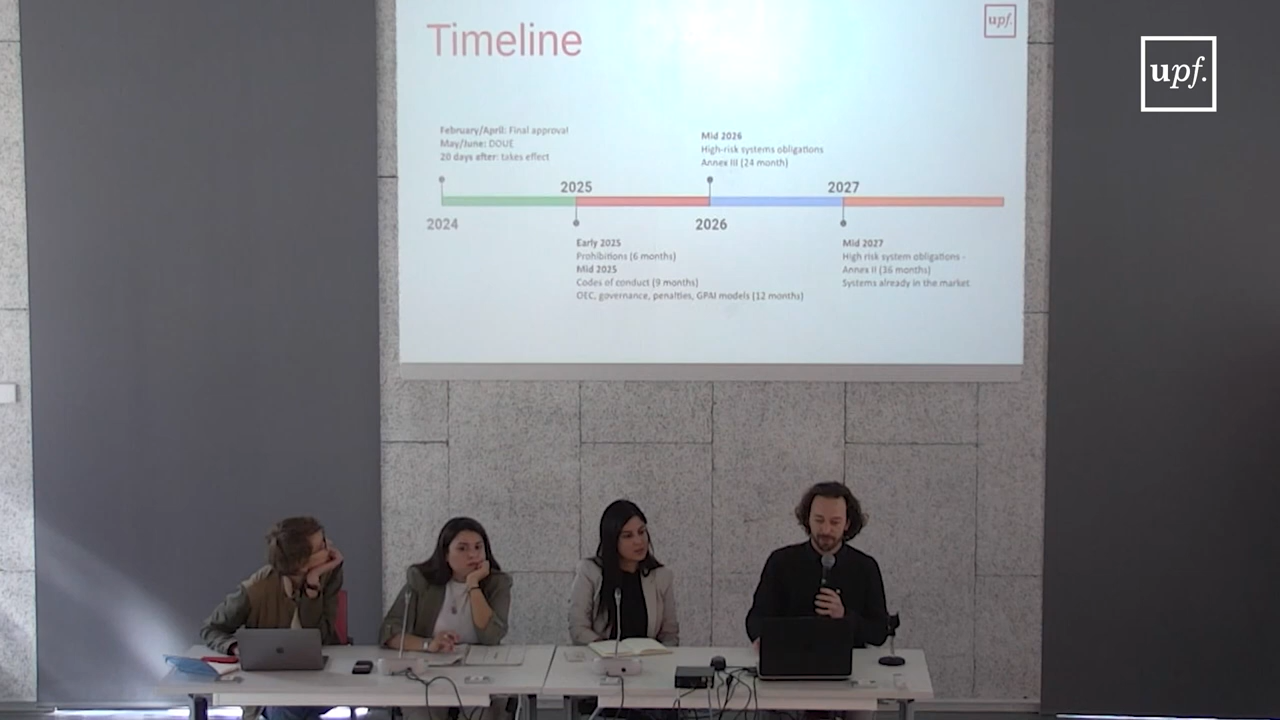 Timeline
upf.
upf.
February/April: Final approval
May/June: DOUE
20 days after: takes effect
Mid 2026
High-risk systems obligations
Annex III (24 month)
2025
2027
2024
2026
Early 2025
Prohibitions (6 months)
Mid 2025
Codes of conduct (9 months)
OEC, governance, penalties, GPAI models (12 months)
Mid 2027
High risk system obligations -
Annex II (36 months)
Systems already in the market